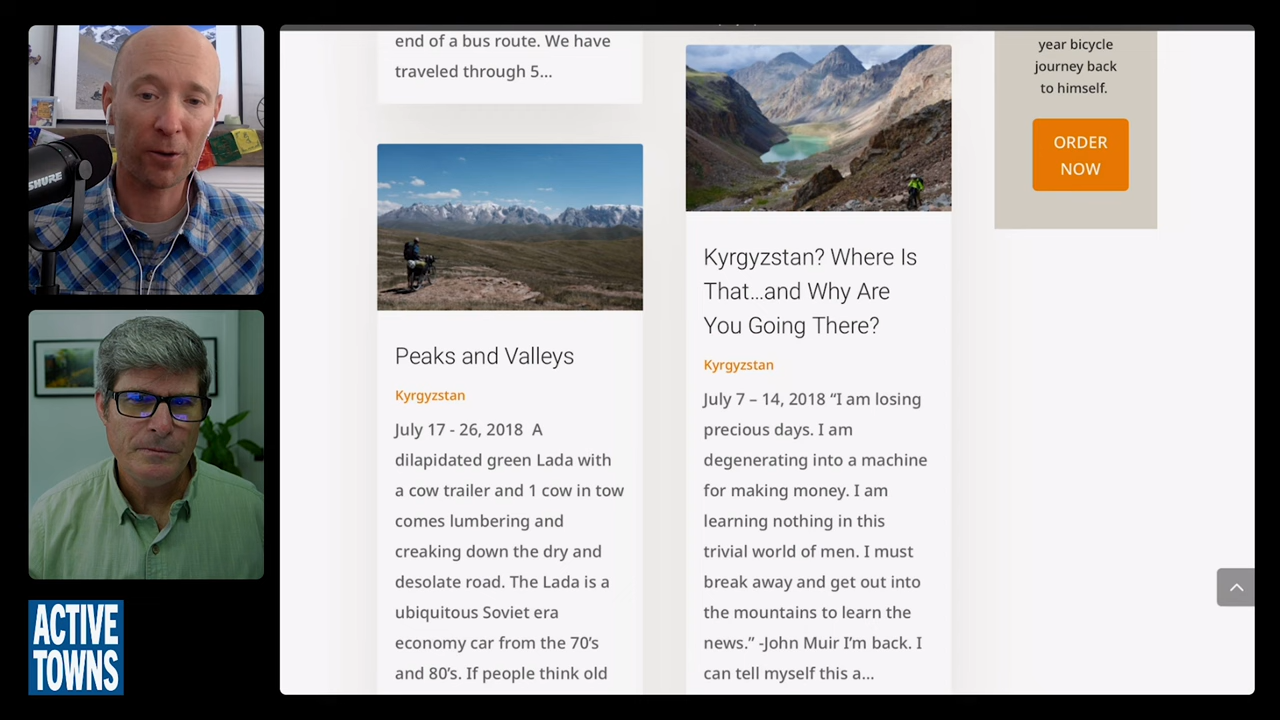 SHURE
ACTIVE
TOWNS
end of a bus route. We have
traveled through 5...
Peaks and Valleys
Kyrgyzstan
July 17 - 26, 2018  A
dilapidated green Lada with
a cow trailer and 1 cow in tow
comes lumbering and
creaking down the dry and
desolate road. The Lada is a
ubiquitous Soviet era
economy car from the 70’s
and 80’s. If people think old
Kyrgyzstan? Where Is
That…and Why Are
You Going There?
Kyrgyzstan
July 7 – 14, 2018 “I am losing
precious days. I am
degenerating into a machine
for making money. I am
learning nothing in this
trivial world of men. I must
break away and get out into
the mountains to learn the
news.” -John Muir I’m back. I
can tell myself this a...
year bicycle
journey back
to himself.
ORDER
NOW